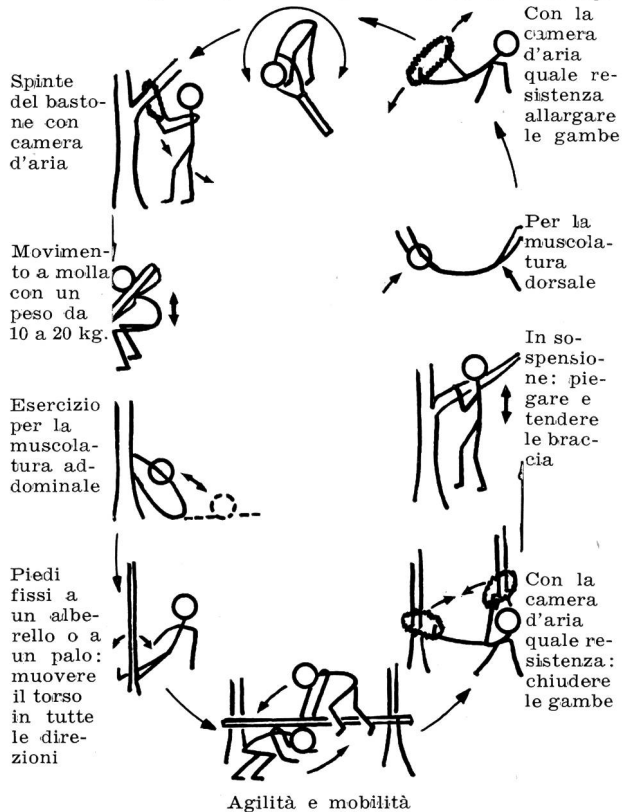 Con la
camera
d'aria
quale re-
sistenza
allargare
le gambe
Spinte
del basto-
ne con
camera
d'aria
Per la
muscola-
tura
dorsale
Movimen-
to a molla
con un
peso da
10 a 20 kg.
In so-
spensio-
ne: pie-
gare e
tendere
le brac-
cia
Esercizio
per la
muscola-
tura ad-
dominale
Piedi
fissi a
un albe-
rello o a
un palo:
muovere
il torso
in tutte
le dire-
zioni
Con la
camera
d'aria
quale re-
sistenza:
chiudere
le gambe
Agilità e mobilità